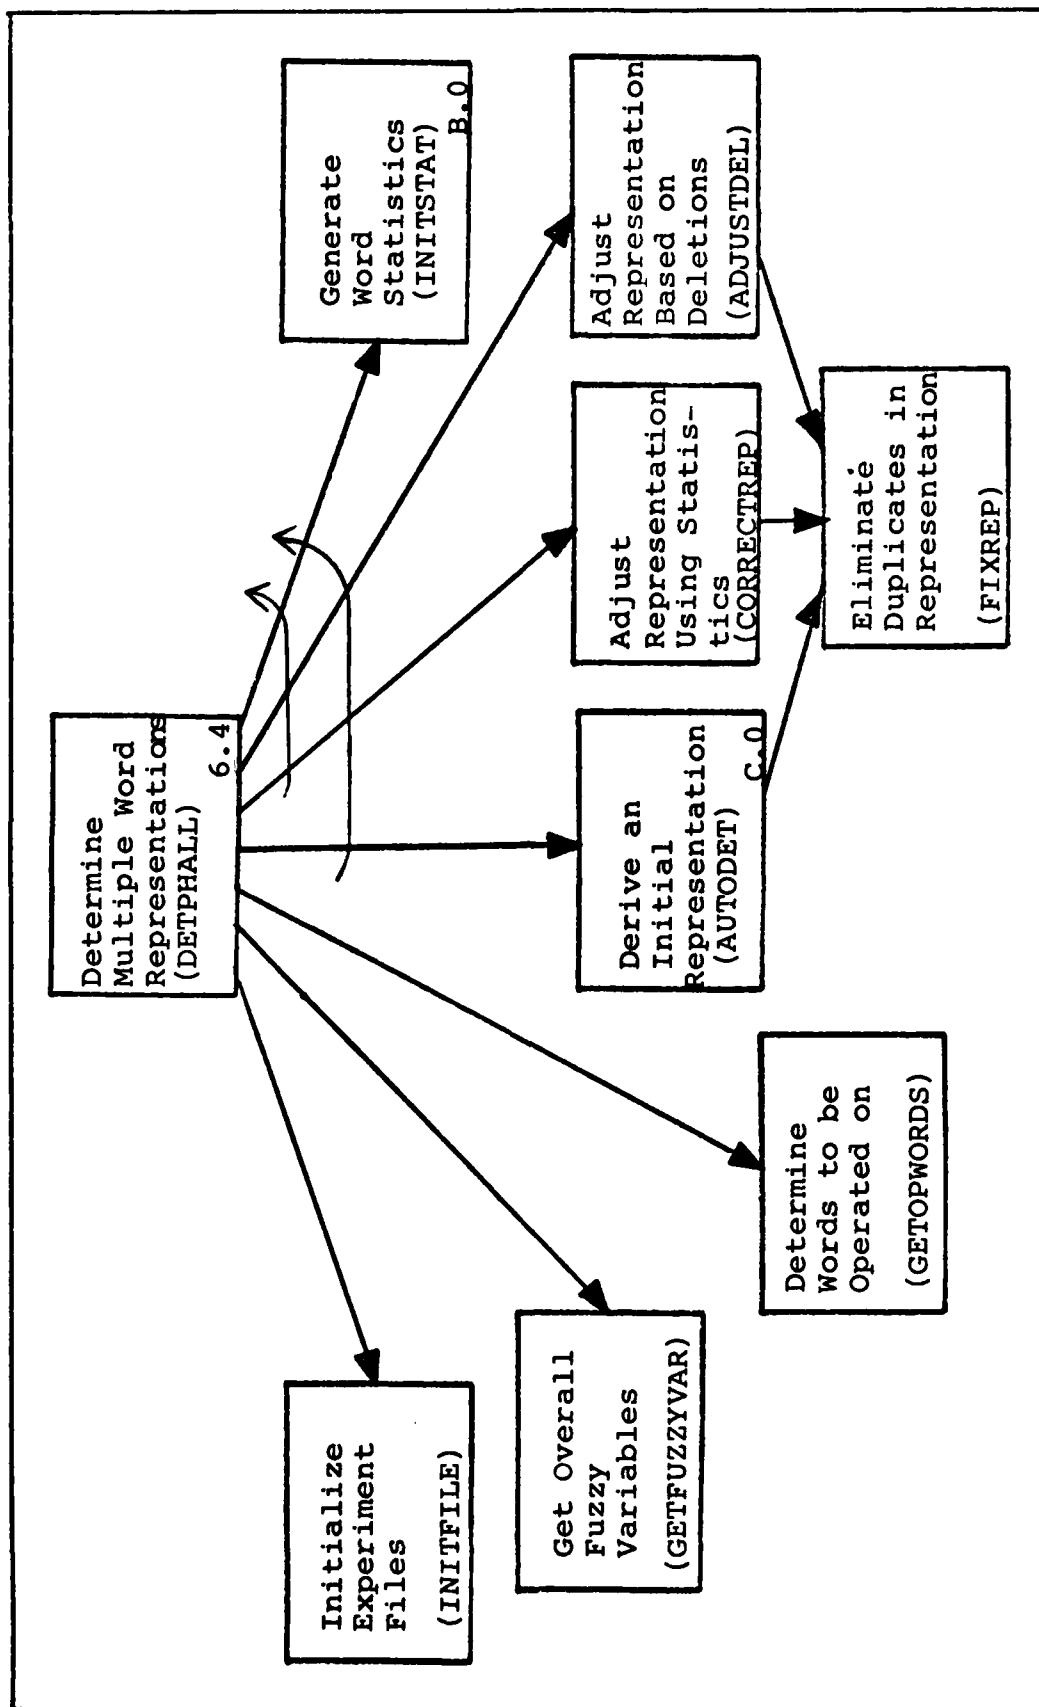 Determine
Multiple Word
Representations
(DETPHALL)
6.4
Initialize
Experiment
Files
(INITFILE)
Get Overall
Fuzzy
Variables
(GETFUZZYVAR)
Determine
Words to be
Operated on
(GETOPWORDS)
Derive an
Initial
Representation
(AUTODET)
C.0
Adjust
Representation
Using Statis-
tics
(CORRECTREP)
Adjust
Representation
Based on
Deletions
(ADJUSTDEL)
Generate
Word
Statistics
(INITSTAT)
B.0
Eliminate
Duplicates in
Representation
(FIXREP)